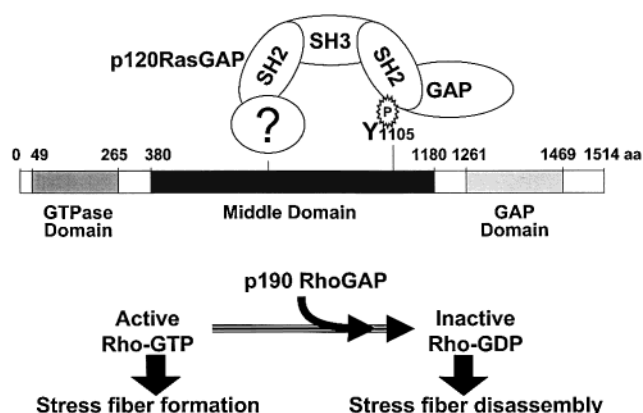 p120RasGAP
SH2
SH3
SH2
GAP
?
P
Y1105
0 49 265 380 1180 1261 1469 1514 aa
GTPase
Domain
Middle Domain
GAP
Domain
p190 RhoGAP
Active
Rho-GTP
Inactive
Rho-GDP
Stress fiber formation
Stress fiber disassembly